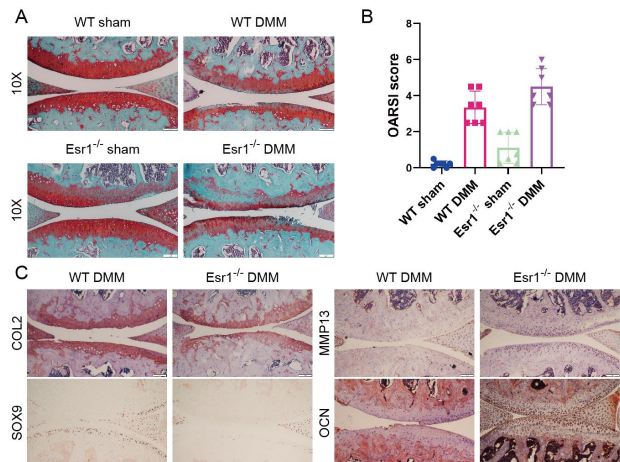 A
WT sham
WT DMM
10X
Esr1-/- sham
Esr1-/- DMM
10X
B
OARSI score
8
6
4
2
0
WT sham
WT DMM
Esr1-/- sham
Esr1-/- DMM
C
WT DMM
Esr1-/- DMM
WT DMM
Esr1-/- DMM
COL2
MMP13
SOX9
OCN